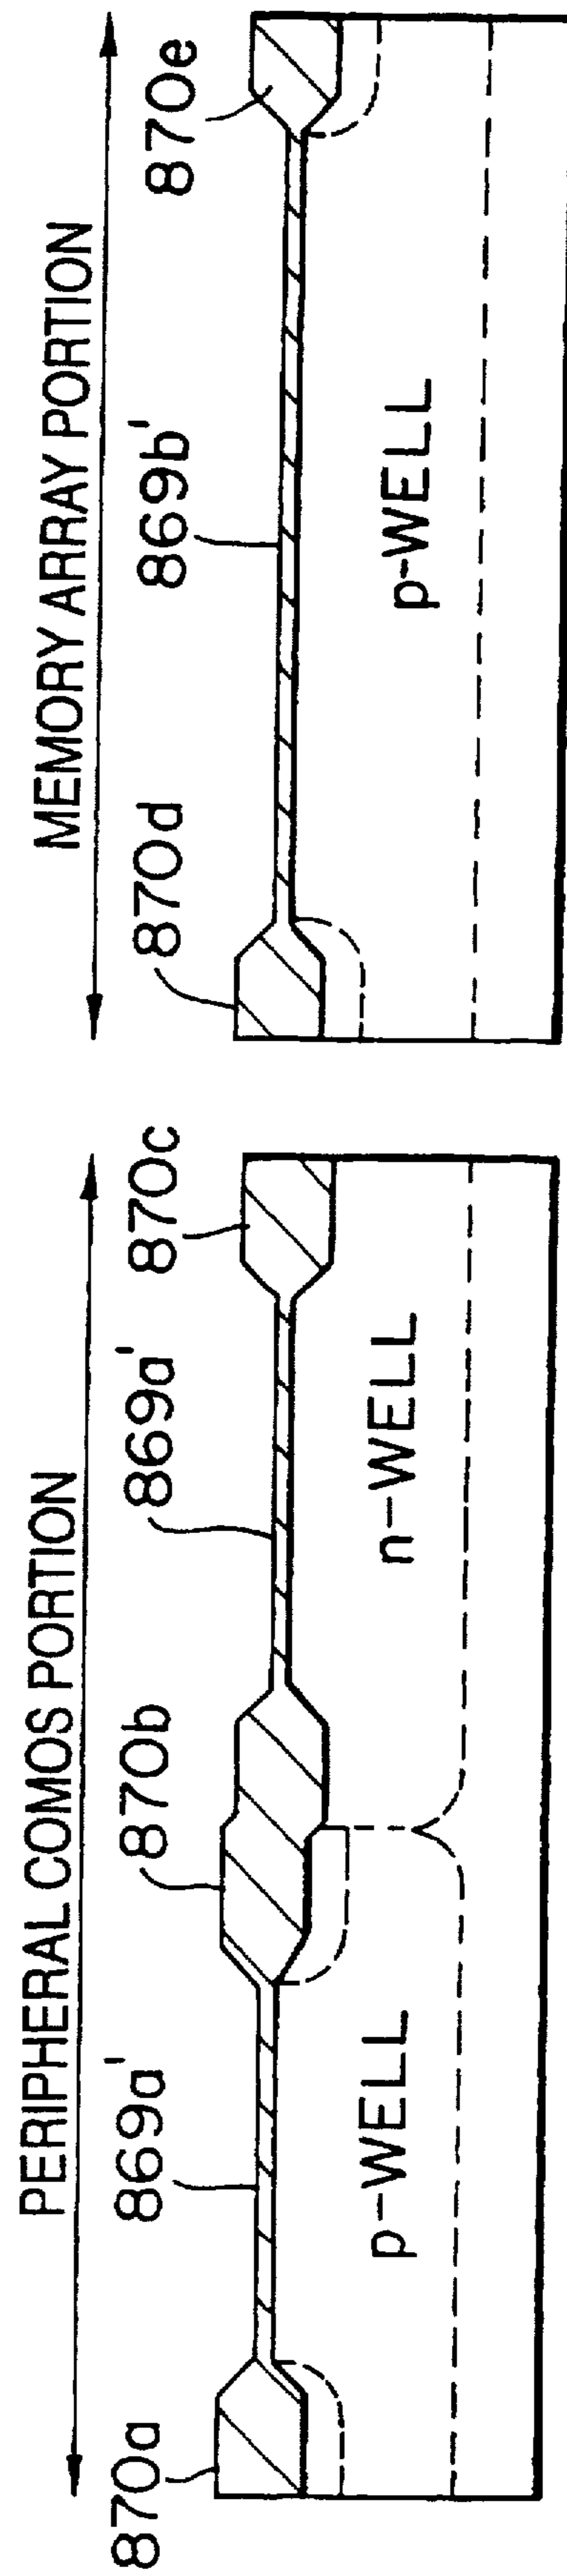 PERIPHERAL COMOS PORTION
870a
869a'
870b
869a'
870c
p-WELL
n-WELL
MEMORY ARRAY PORTION
870d
869b'
870e
p-WELL